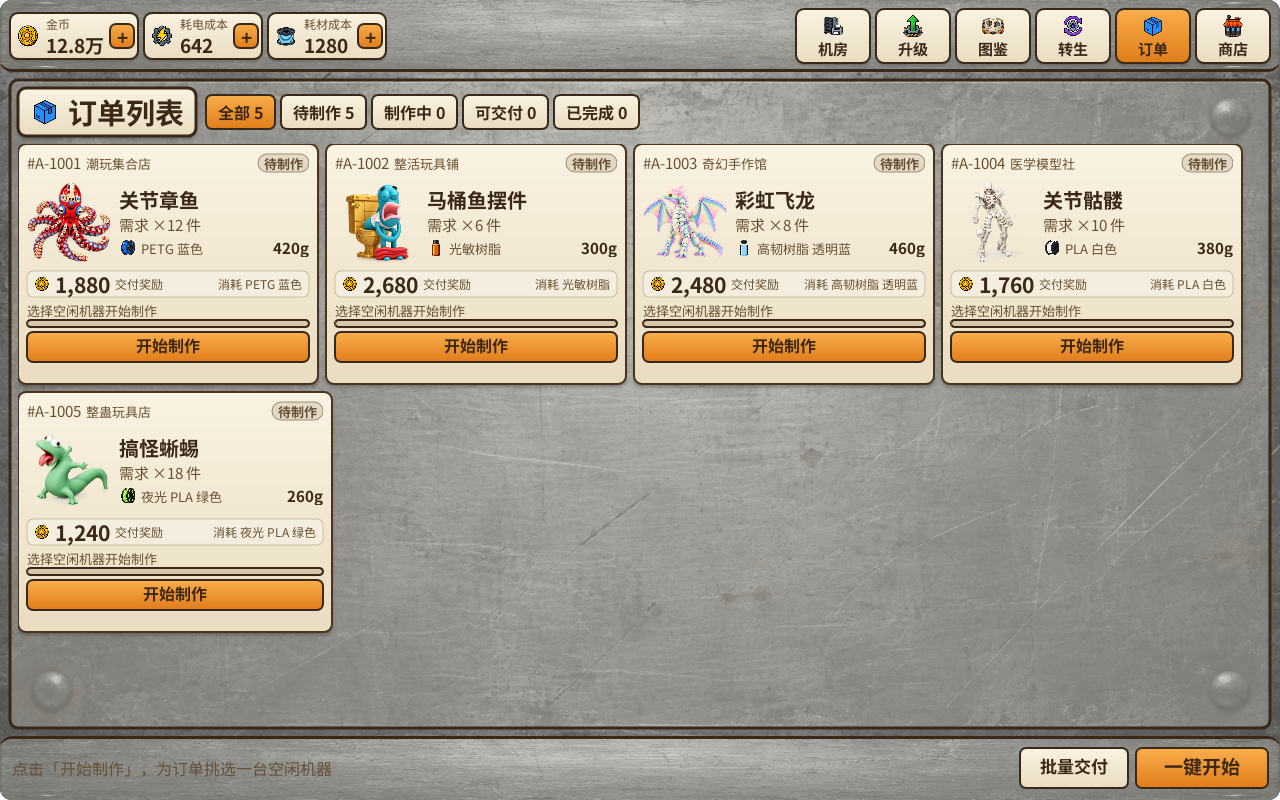 金币
12.8万 +
耗电成本
642 +
耗材成本
1280 +
机房
升级
图鉴
转生
订单
商店
订单列表
全部 5
待制作 5
制作中 0
可交付 0
已完成 0
#A-1001 潮玩集合店 待制作
关节章鱼
需求 ×12 件
PETG 蓝色 420g
1,880 交付奖励 消耗 PETG 蓝色
选择空闲机器开始制作
开始制作
#A-1002 整活玩具铺 待制作
马桶鱼摆件
需求 ×6 件
光敏树脂 300g
2,680 交付奖励 消耗 光敏树脂
选择空闲机器开始制作
开始制作
#A-1003 奇幻手作馆 待制作
彩虹飞龙
需求 ×8 件
高韧树脂 透明蓝 460g
2,480 交付奖励 消耗 高韧树脂 透明蓝
选择空闲机器开始制作
开始制作
#A-1004 医学模型社 待制作
关节骷髅
需求 ×10 件
PLA 白色 380g
1,760 交付奖励 消耗 PLA 白色
选择空闲机器开始制作
开始制作
#A-1005 整蛊玩具店 待制作
搞怪蜥蜴
需求 ×18 件
夜光 PLA 绿色 260g
1,240 交付奖励 消耗 夜光 PLA 绿色
选择空闲机器开始制作
开始制作
点击「开始制作」，为订单挑选一台空闲机器
批量交付
一键开始